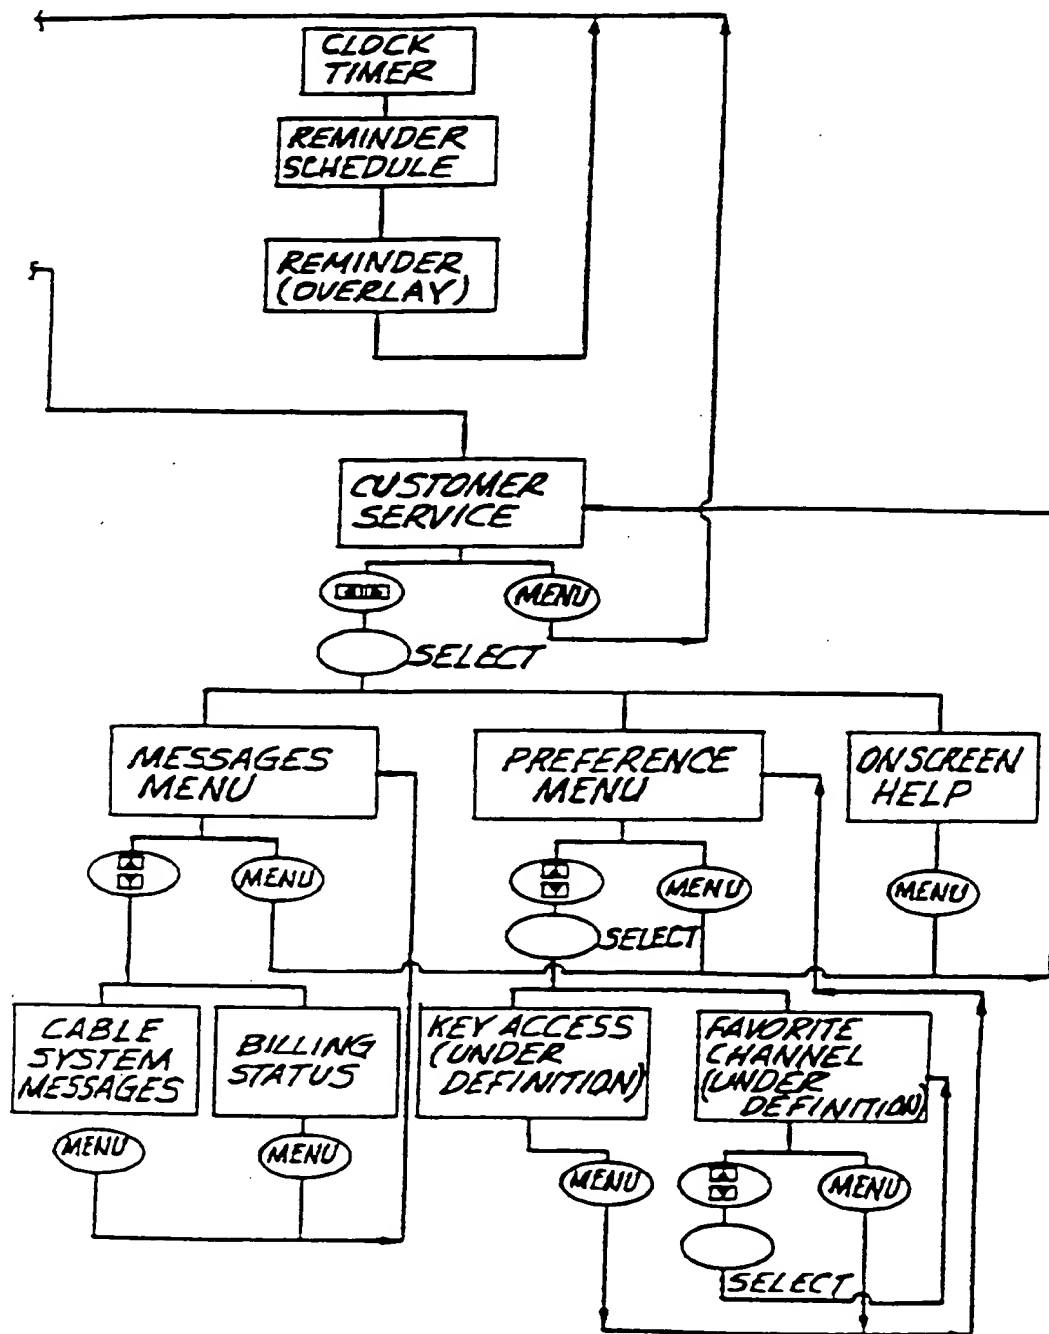 CLOCK
TIMER
REMINDER
SCHEDULE
REMINDER
(OVERLAY)
CUSTOMER
SERVICE
MENU
SELECT
MESSAGES
MENU
PREFERENCE
MENU
ON SCREEN
HELP
MENU
MENU
MENU
SELECT
CABLE
SYSTEM
MESSAGES
BILLING
STATUS
KEY ACCESS
(UNDER
DEFINITION)
FAVORITE
CHANNEL
(UNDER
DEFINITION)
MENU
MENU
MENU
MENU
SELECT